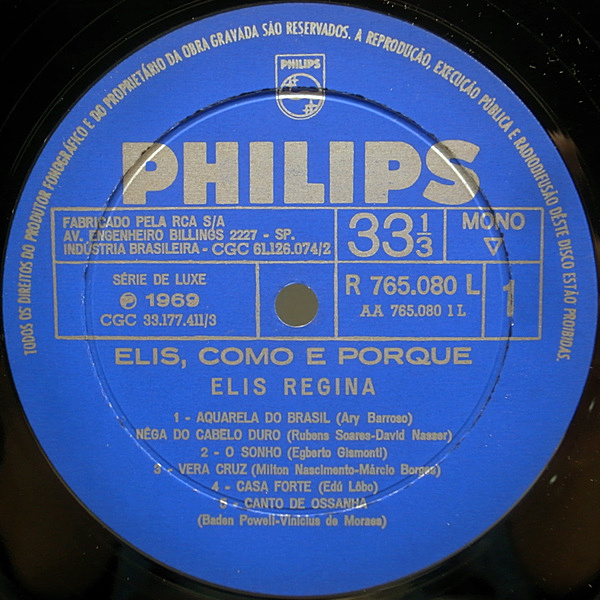 TODOS OS DIREITOS DO PRODUTOR FONOGRÁFICO E DO PROPRIETÁRIO DA OBRA GRAVADA SÃO RESERVADOS. A REPRODUÇÃO, EXECUÇÃO PÚBLICA E RADIODIFUSÃO DÊSTE DISCO ESTÃO PROIBIDAS.
PHILIPS
PHILIPS
FABRICADO PELA RCA S/A
AV. ENGENHEIRO BILLINGS 2227 - SP.
INDÚSTRIA BRASILEIRA - CGC 61.126.074/2
33 1/3
MONO
SÉRIE DE LUXE
℗ 1969
CGC 33.177.411/3
R 765.080 L
AA 765.080 1 L
1
ELIS, COMO E PORQUE
ELIS REGINA
1 - AQUARELA DO BRASIL (Ary Barroso)
NÊGA DO CABELO DURO (Rubens Soares-David Nasser)
2 - O SONHO (Egberto Gismonti)
3 - VERA CRUZ (Milton Nascimento-Márcio Borges)
4 - CASA FORTE (Edú Lôbo)
5 - CANTO DE OSSANHA
(Baden Powell-Vinicius de Moraes)